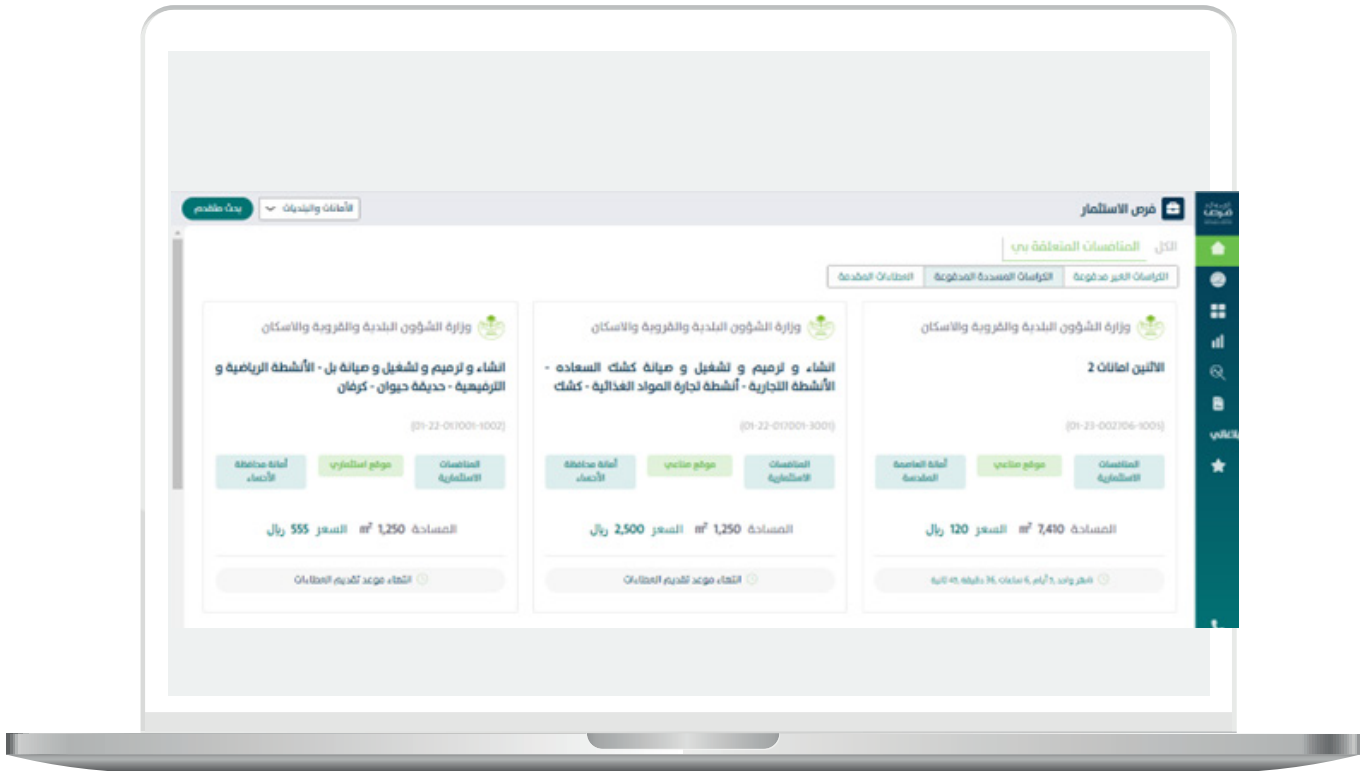 فرص
فرص الاستثمار
الأمانات والبلديات
بحث متقدم
الكل المنافسات المتعلقة بي
الكراسات الغير مدفوعة
الكراسات المسددة المدفوعة
العطاءات المقدمة
وزارة الشؤون البلدية والقروية والاسكان
الاثنين امانات 2
(01-23-002706-1005)
المنافسات
الاستثمارية
موقع صناعي
أمانة العاصمة
المقدسة
المساحة 7,410 m²
السعر 120 ريال
وزارة الشؤون البلدية والقروية والاسكان
انشاء و ترميم و تشغيل و صيانة كشك السعاده -
الأنشطة التجارية - أنشطة تجارة المواد الغذائية - كشك
(01-22-017001-3001)
المنافسات
الاستثمارية
موقع صناعي
أمانة محافظة
الأحساء
المساحة 1,250 m²
السعر 2,500 ريال
انتهاء موعد تقديم العطاءات
وزارة الشؤون البلدية والقروية والاسكان
انشاء و ترميم و تشغيل و صيانة بل - الأنشطة الرياضية و
الترفيهية - حديقة حيوان - كرفان
(01-22-017001-1002)
المنافسات
الاستثمارية
موقع استثماري
أمانة محافظة
الأحساء
المساحة 1,250 m²
السعر 555 ريال
انتهاء موعد تقديم العطاءات